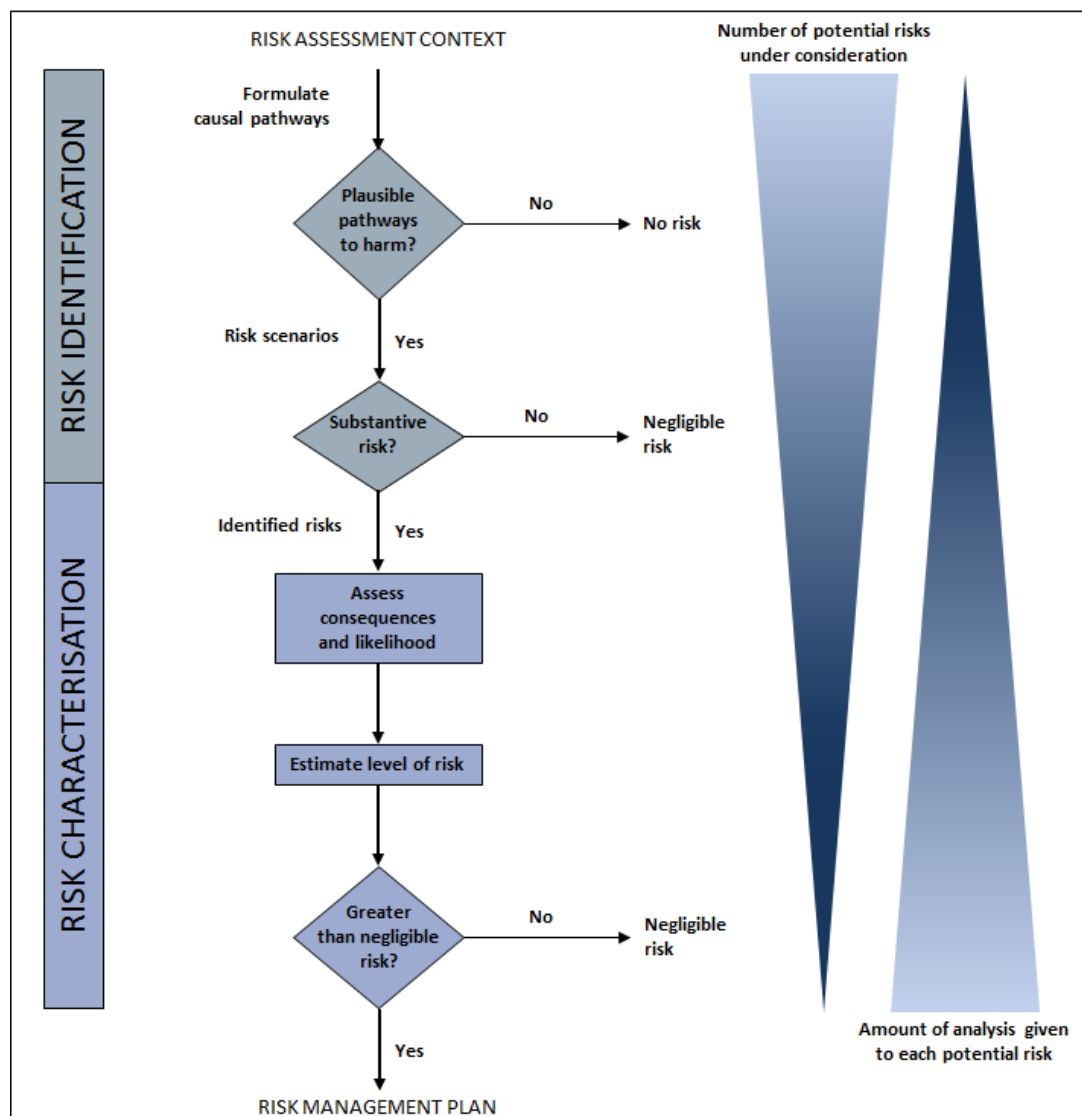 RISK ASSESSMENT CONTEXT
Number of potential risks
under consideration
RISK IDENTIFICATION
Formulate
causal pathways
Plausible
pathways
to harm?
No
No risk
Risk scenarios
Yes
Substantive
risk?
No
Negligible
risk
RISK CHARACTERISATION
Identified risks
Yes
Assess
consequences
and likelihood
Estimate level of risk
Greater
than negligible
risk?
No
Negligible
risk
Yes
Amount of analysis given
to each potential risk
RISK MANAGEMENT PLAN